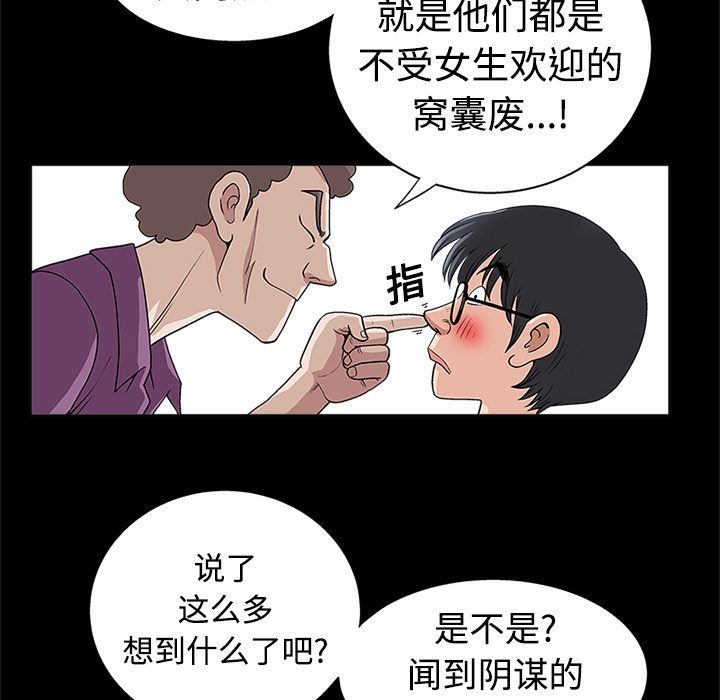 就是他们都是
不受女生欢迎的
窝囊废...!
指
说了
这么多
想到什么了吧?
是不是?
闻到阴谋的